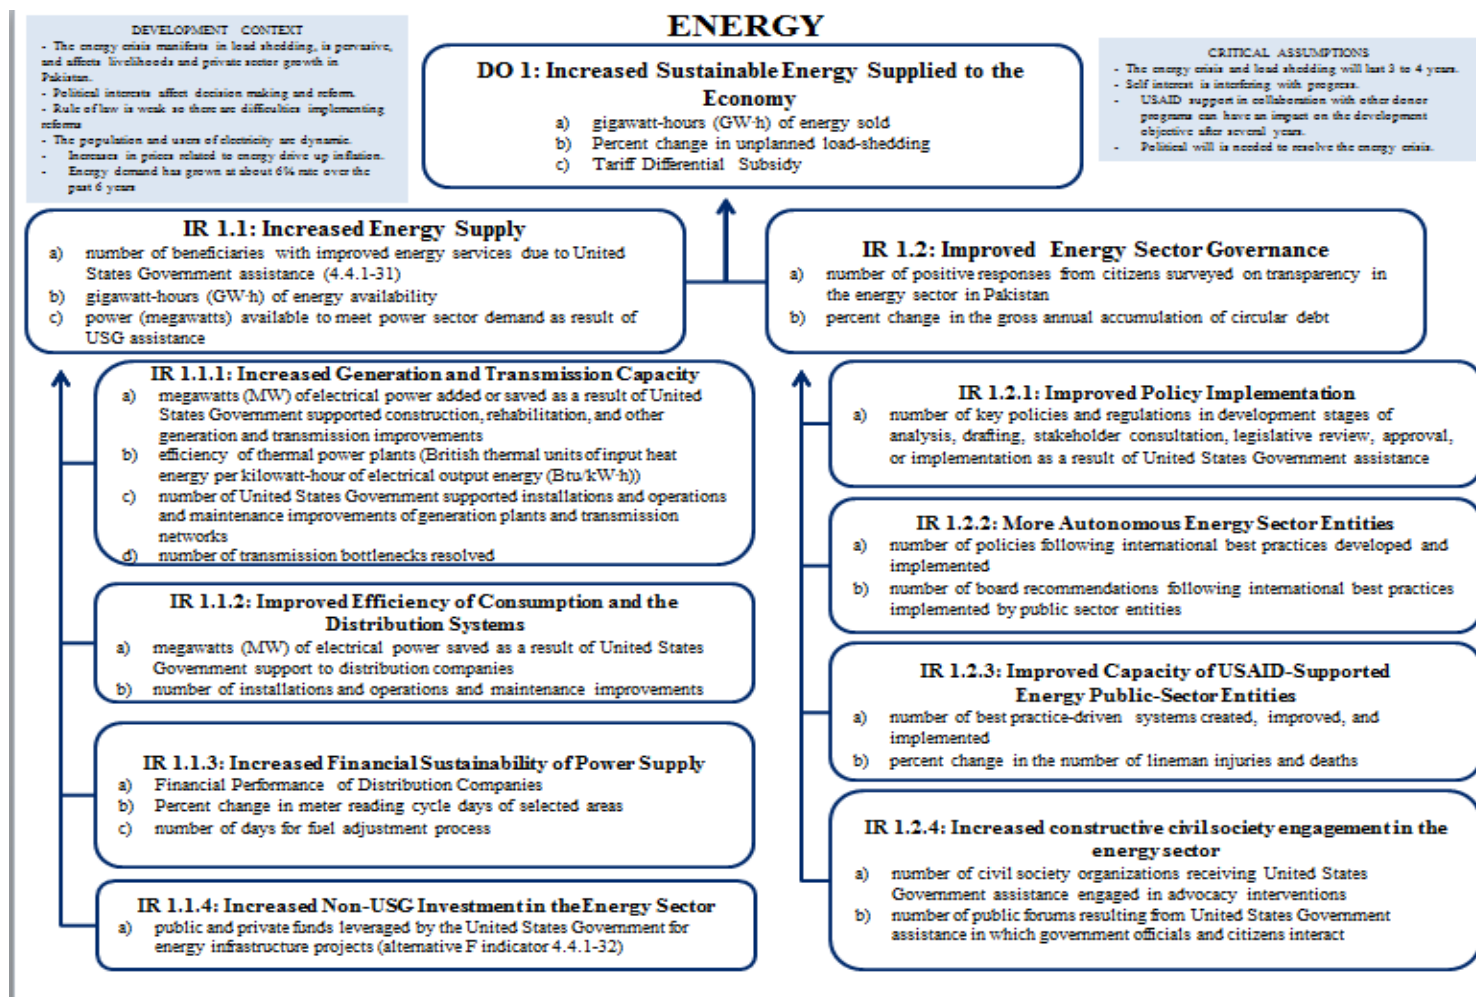 ENERGY
DEVELOPMENT CONTEXT
- The energy crisis manifests in load shedding, is pervasive,
and affects livelihoods and private sector growth in
Pakistan.
- Political interests affect decision making and reform.
- Rule of law is weak so there are difficulties implementing
reforms
- The population and users of electricity are dynamic.
- Increases in prices related to energy drive up inflation.
- Energy demand has grown at about 6% rate over the
past 6 years
DO 1: Increased Sustainable Energy Supplied to the
Economy
a) gigawatt-hours (GW·h) of energy sold
b) Percent change in unplanned load-shedding
c) Tariff Differential Subsidy
CRITICAL ASSUMPTIONS
- The energy crisis and load shedding will last 3 to 4 years.
- Self interest is interfering with progress.
- USAID support in collaboration with other donor
programs can have an impact on the development
objective after several years.
- Political will is needed to resolve the energy crisis.
IR 1.1: Increased Energy Supply
a) number of beneficiaries with improved energy services due to United
States Government assistance (4.4.1-31)
b) gigawatt-hours (GW·h) of energy availability
c) power (megawatts) available to meet power sector demand as result of
USG assistance
IR 1.2: Improved Energy Sector Governance
a) number of positive responses from citizens surveyed on transparency in
the energy sector in Pakistan
b) percent change in the gross annual accumulation of circular debt
IR 1.1.1: Increased Generation and Transmission Capacity
a) megawatts (MW) of electrical power added or saved as a result of United
States Government supported construction, rehabilitation, and other
generation and transmission improvements
b) efficiency of thermal power plants (British thermal units of input heat
energy per kilowatt-hour of electrical output energy (Btu/kW·h))
c) number of United States Government supported installations and operations
and maintenance improvements of generation plants and transmission
networks
d) number of transmission bottlenecks resolved
IR 1.1.2: Improved Efficiency of Consumption and the
Distribution Systems
a) megawatts (MW) of electrical power saved as a result of United States
Government support to distribution companies
b) number of installations and operations and maintenance improvements
IR 1.1.3: Increased Financial Sustainability of Power Supply
a) Financial Performance of Distribution Companies
b) Percent change in meter reading cycle days of selected areas
c) number of days for fuel adjustment process
IR 1.1.4: Increased Non-USG Investment in the Energy Sector
a) public and private funds leveraged by the United States Government for
energy infrastructure projects (alternative F indicator 4.4.1-32)
IR 1.2.1: Improved Policy Implementation
a) number of key policies and regulations in development stages of
analysis, drafting, stakeholder consultation, legislative review, approval,
or implementation as a result of United States Government assistance
IR 1.2.2: More Autonomous Energy Sector Entities
a) number of policies following international best practices developed and
implemented
b) number of board recommendations following international best practices
implemented by public sector entities
IR 1.2.3: Improved Capacity of USAID-Supported
Energy Public-Sector Entities
a) number of best practice-driven systems created, improved, and
implemented
b) percent change in the number of lineman injuries and deaths
IR 1.2.4: Increased constructive civil society engagement in the
energy sector
a) number of civil society organizations receiving United States
Government assistance engaged in advocacy interventions
b) number of public forums resulting from United States Government
assistance in which government officials and citizens interact